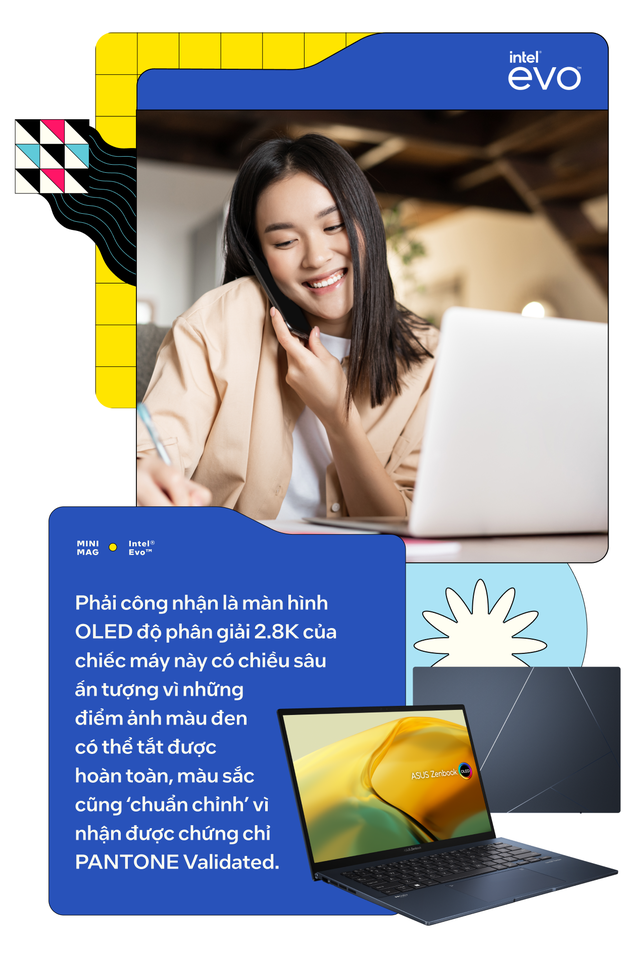 intel
evo
MINI
MAG
Intel®
Evo™
Phải công nhận là màn hình
OLED độ phân giải 2.8K của
chiếc máy này có chiều sâu
ấn tượng vì những
điểm ảnh màu đen
có thể tắt được
hoàn toàn, màu sắc
cũng ‘chuẩn chỉnh’ vì
nhận được chứng chỉ
PANTONE Validated.
ASUS Zenbook OLED